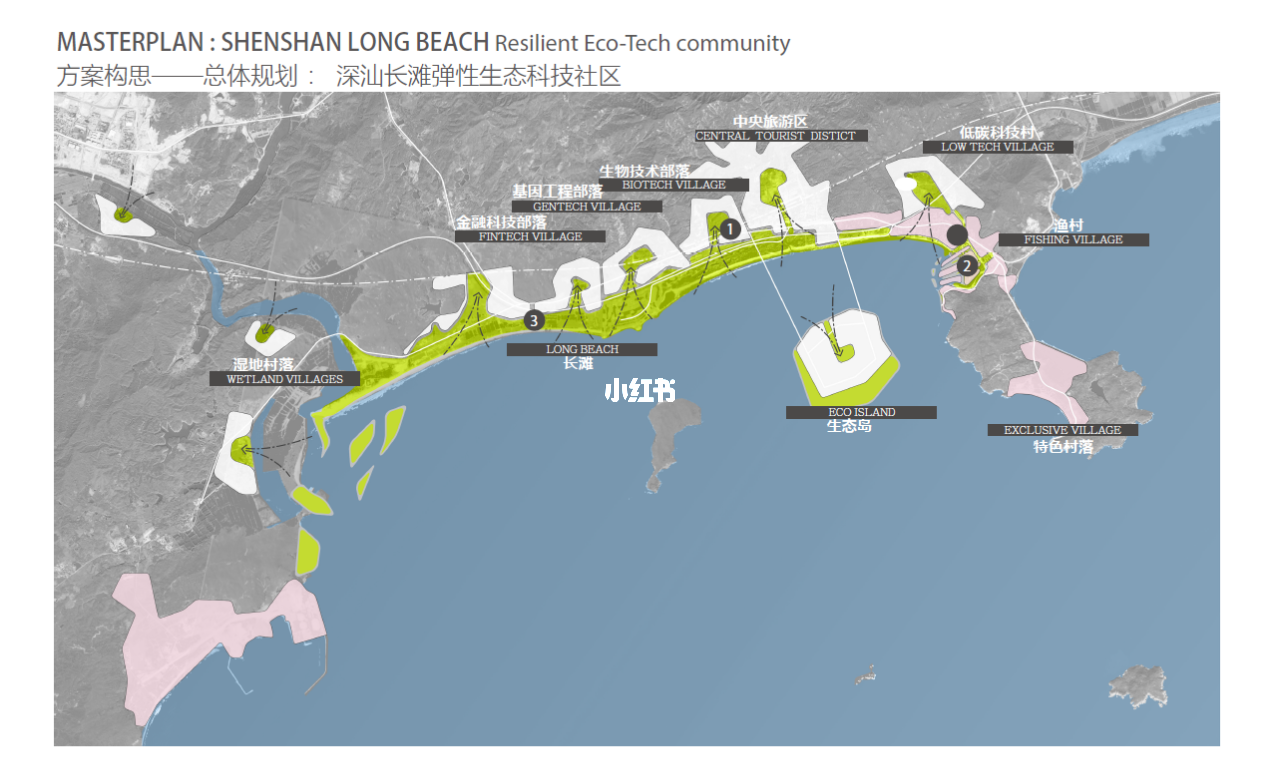 MASTERPLAN : SHENSHAN LONG BEACH Resilient Eco-Tech community
方案构思——总体规划 ： 深汕长滩弹性生态科技社区
中央旅游区
CENTRAL TOURIST DISTICT
低碳科技村
LOW TECH VILLAGE
生物技术部落
BIOTECH VILLAGE
基因工程部落
GENTECH VILLAGE
金融科技部落
FINTECH VILLAGE
渔村
FISHING VILLAGE
1
2
3
LONG BEACH
长滩
湿地村落
WETLAND VILLAGES
小红书
ECO ISLAND
生态岛
EXCLUSIVE VILLAGE
特色村落